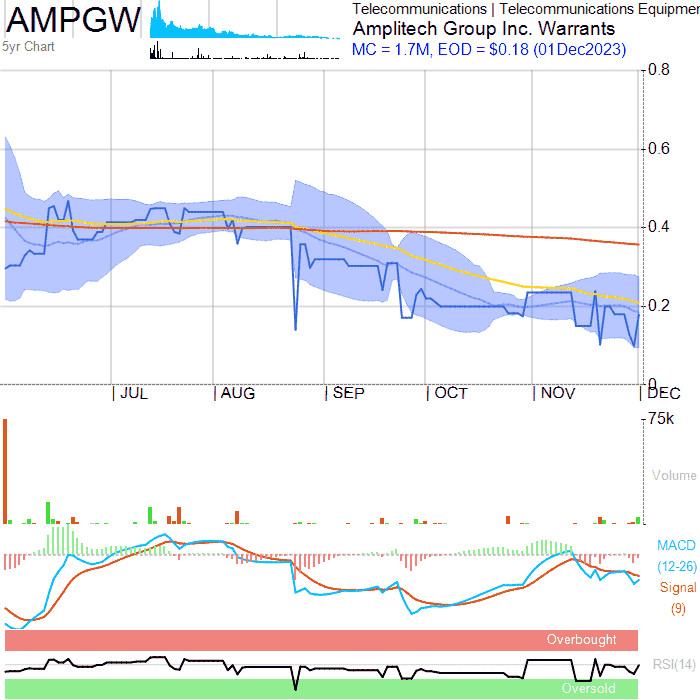 AMPGW
5yr Chart
Telecommunications | Telecommunications Equipmen
Amplitech Group Inc. Warrants
MC = 1.7M, EOD = $0.18 (01Dec2023)
0.8
0.6
0.4
0.2
0
JUL
AUG
SEP
OCT
NOV
DEC
75k
Volume
MACD
(12-26)
Signal
(9)
Overbought
RSI(14)
Oversold